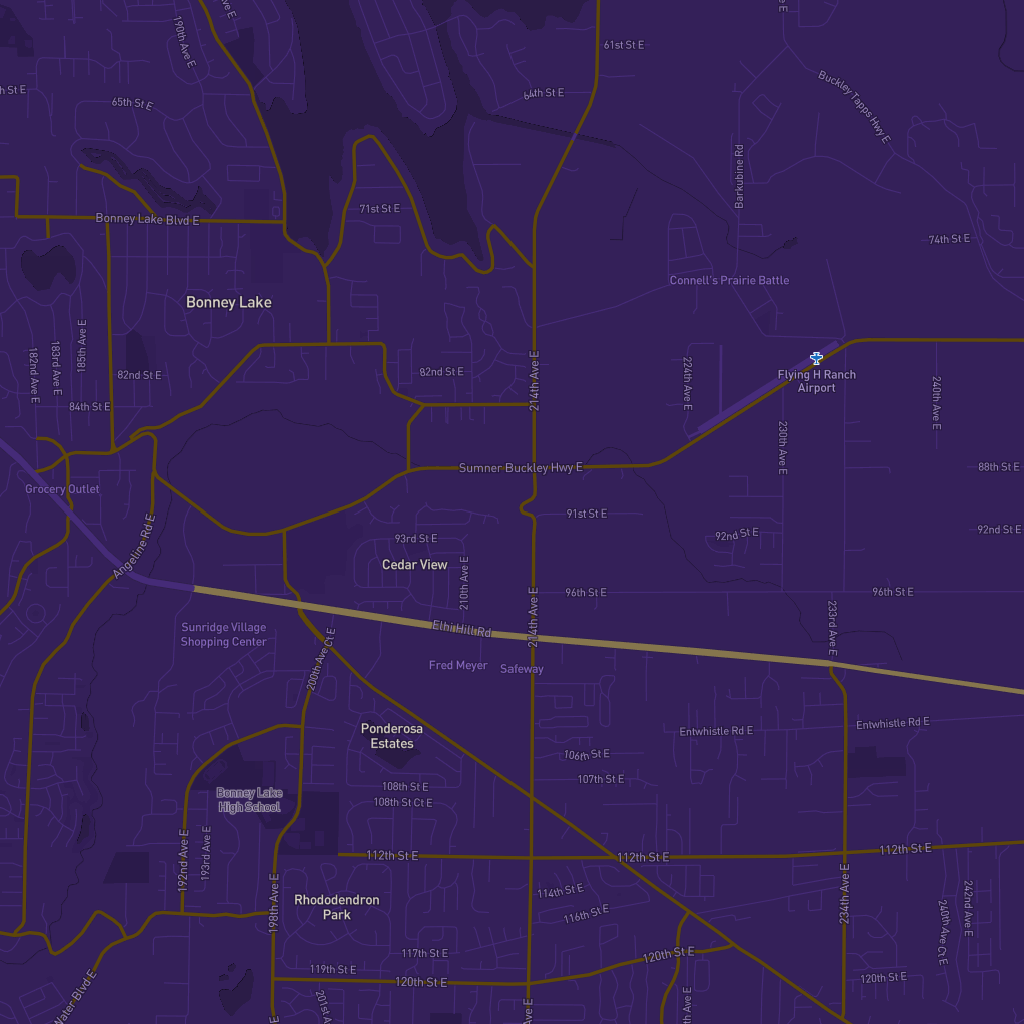 190th Ave E
Ave E
61st St E
h St E
65th St E
64th St E
Buckley Tapps Hwy E
Barkubine Rd
71st St E
Bonney Lake Blvd E
74th St E
Connell's Prairie Battle
Bonney Lake
182nd Ave E
183rd Ave E
185th Ave E
82nd St E
82nd St E
84th St E
214th Ave E
224th Ave E
Flying H Ranch
Airport
240th Ave E
230th Ave E
Sumner Buckley Hwy E
88th St E
Grocery Outlet
91st St E
92nd St E
92nd St E
Angeline Rd E
93rd St E
Cedar View
210th Ave E
96th St E
96th St E
214th Ave E
233rd Ave E
Elhi Hill Rd
Sunridge Village
Shopping Center
200th Ave Ct E
Fred Meyer
Safeway
Ponderosa
Estates
Entwhistle Rd E
Entwhistle Rd E
106th St E
107th St E
108th St E
108th St Ct E
Bonney Lake
High School
192nd Ave E
193rd Ave E
112th St E
112th St E
112th St E
198th Ave E
Rhododendron
Park
114th St E
116th St E
234th Ave E
240th Ave Ct E
242nd Ave E
117th St E
119th St E
120th St E
120th St E
120th St E
Water Blvd E
201st A
E
Ave E
th Ave E